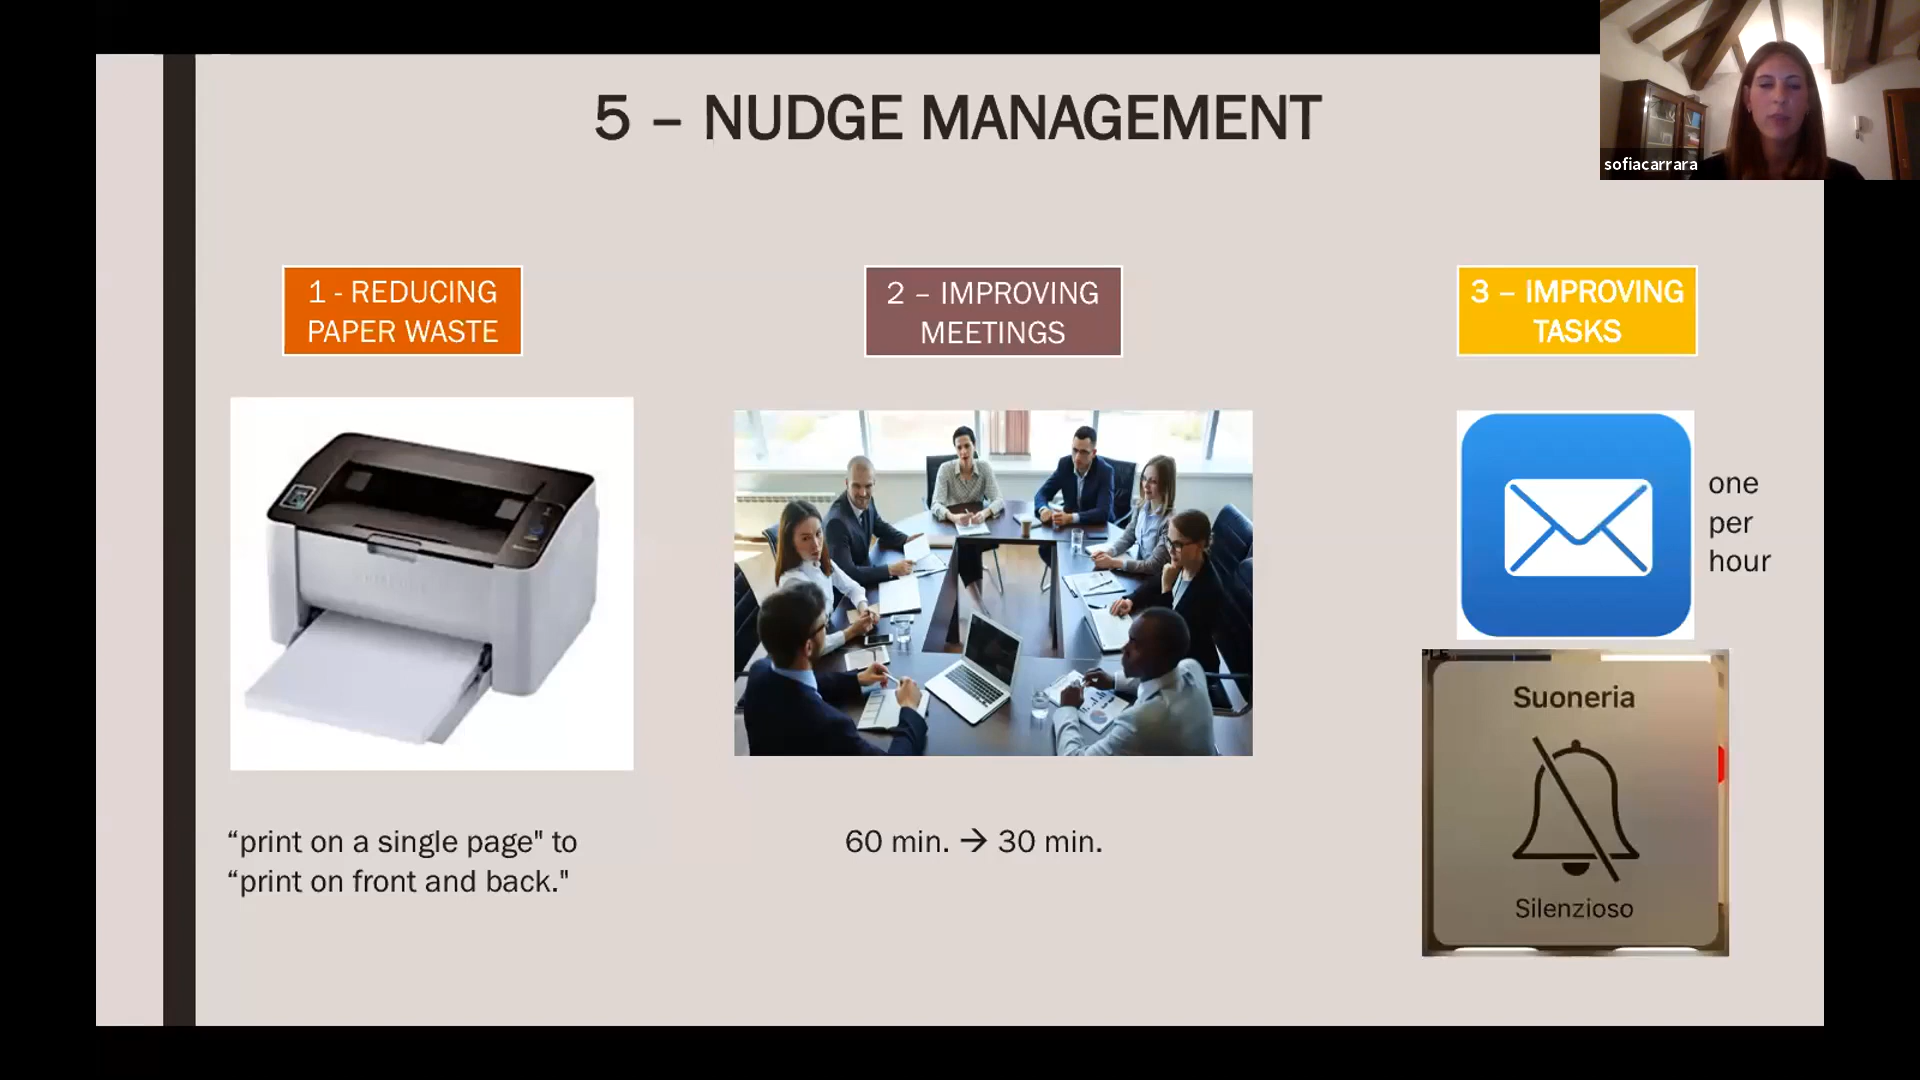 5 – NUDGE MANAGEMENT
sofiacarrara
1 - REDUCING
PAPER WASTE
2 – IMPROVING
MEETINGS
3 – IMPROVING
TASKS
one
per
hour
Suoneria
Silenzioso
“print on a single page" to
“print on front and back."
60 min. → 30 min.